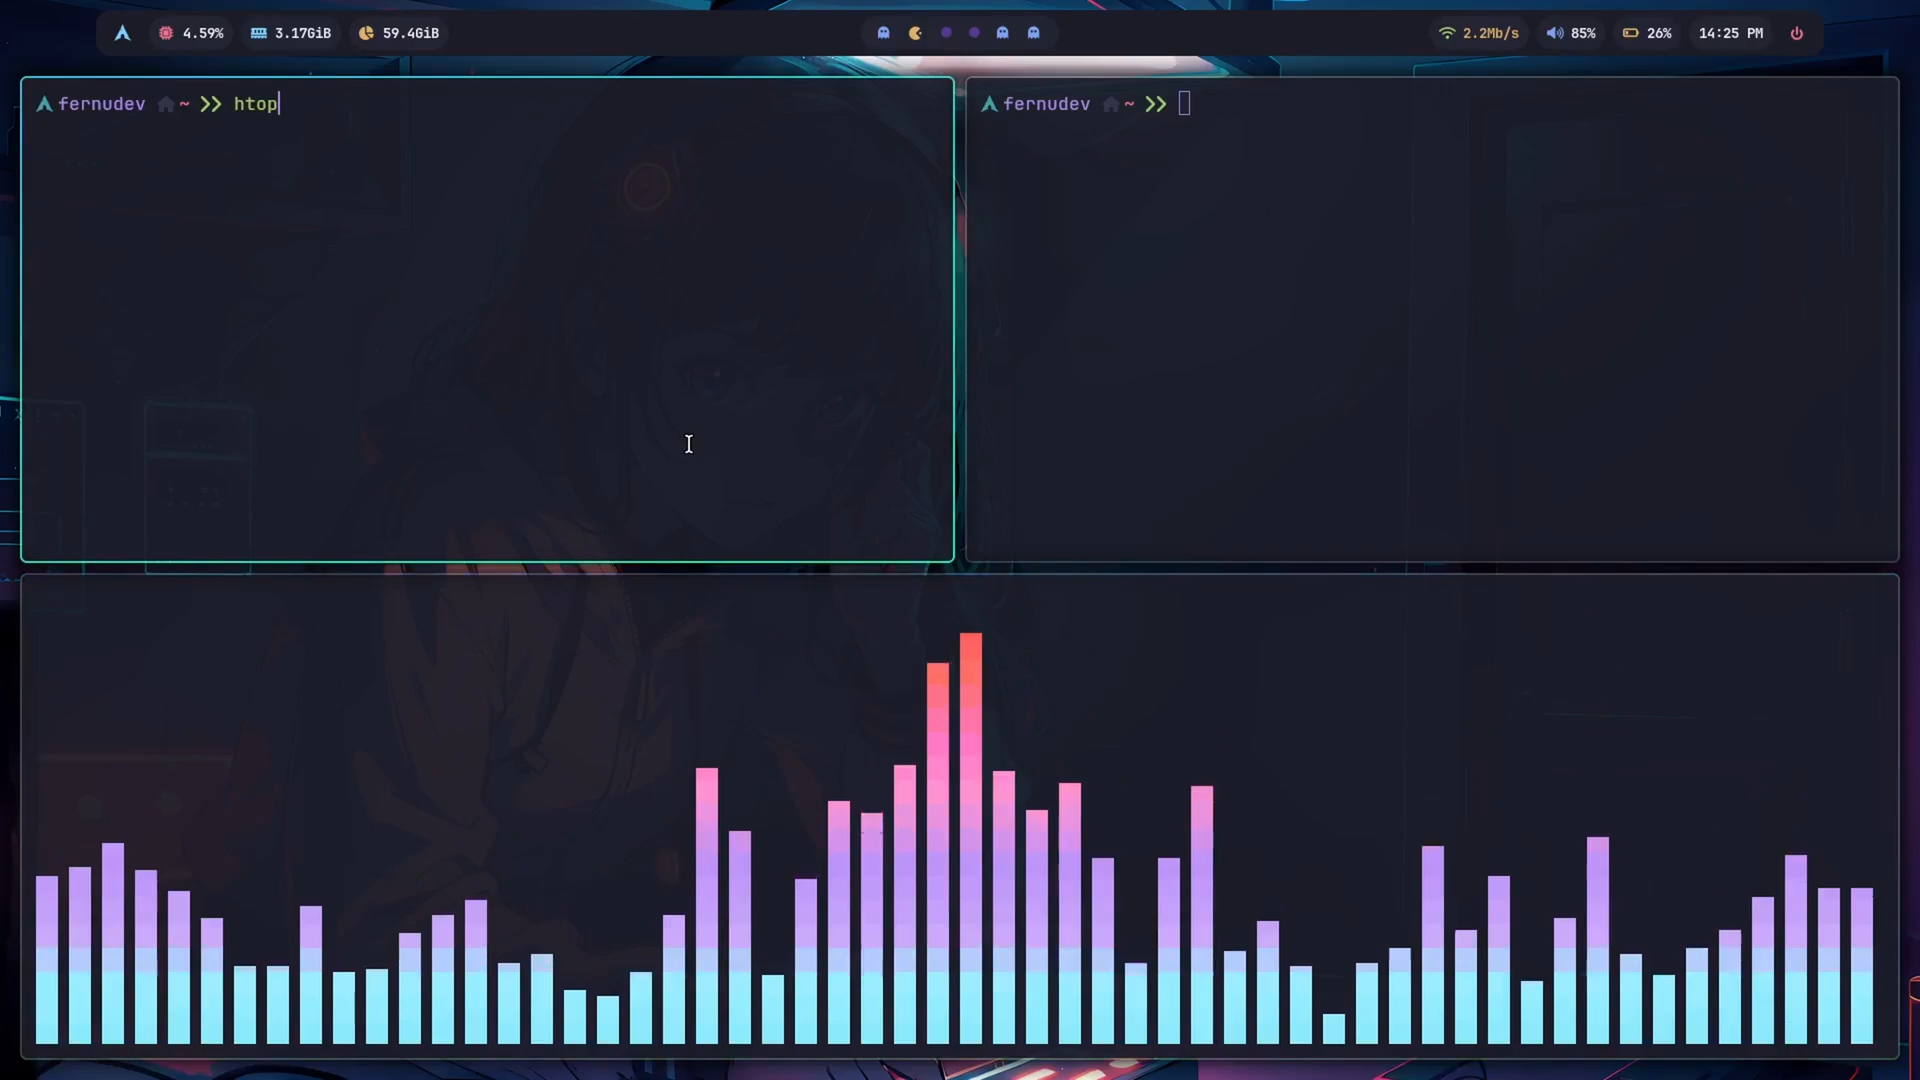 4.59% 3.17GiB 59.4GiB 2.2Mb/s 85% 26% 14:25 PM
fernudev ~ >> htop
fernudev ~ >>